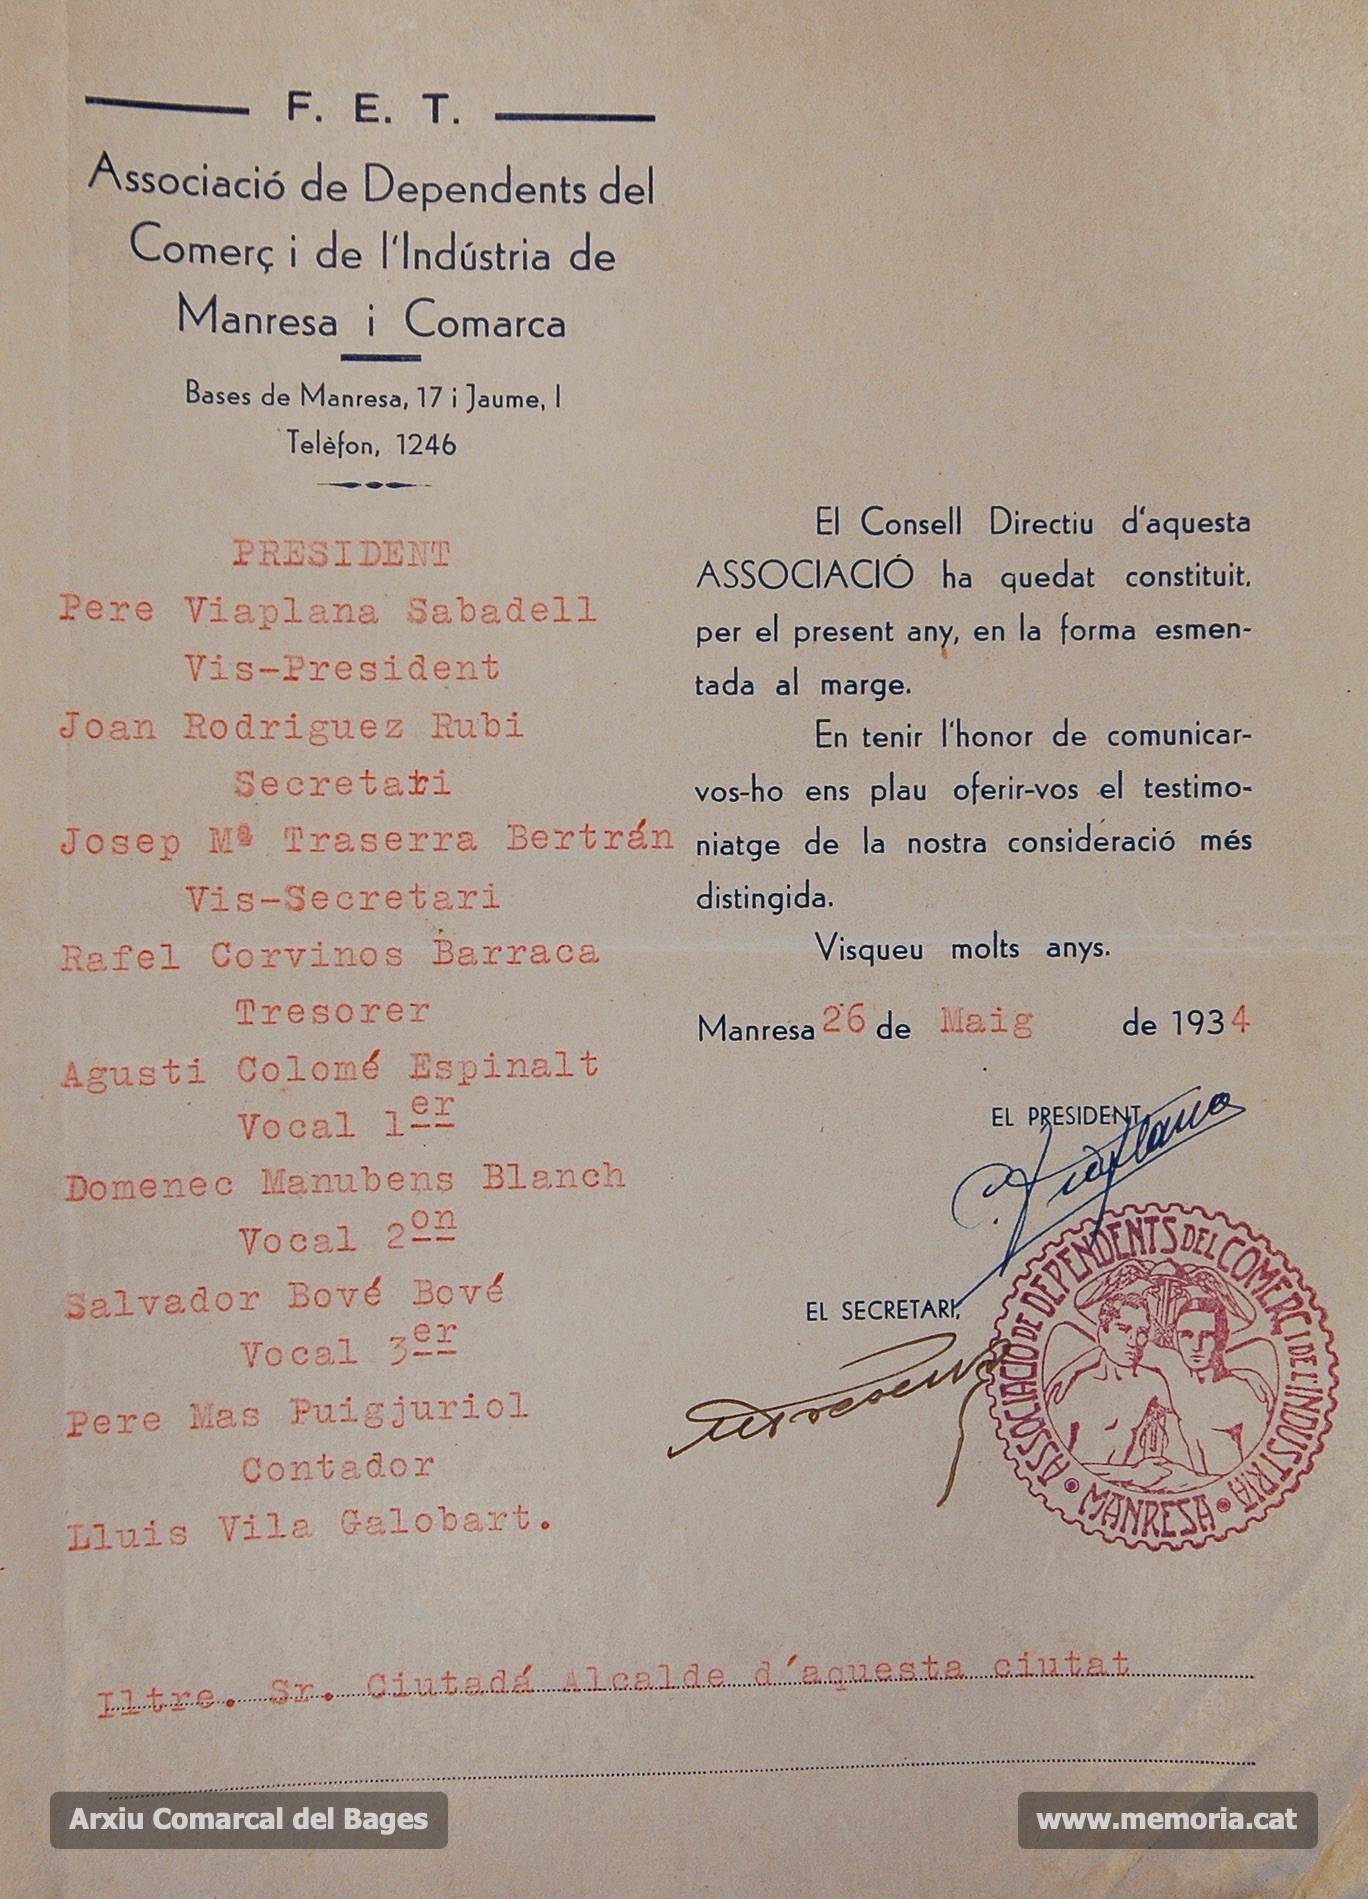 F. E. T.
Associació de Dependents del
Comerç i de l'Indústria de
Manresa i Comarca
Bases de Manresa, 17 i Jaume, I
Telèfon, 1246
PRESIDENT
Pere Viaplana Sabadell
Vis-President
Joan Rodriguez Rubi
Secretari
Josep Mª Traserra Bertrán
Vis-Secretari
Rafel Corvinos Barraca
Tresorer
Agusti Colomé Espinalt
Vocal 1er
Domenec Manubens Blanch
Vocal 2on
Salvador Bové Bové
Vocal 3er
Pere Mas Puigjuriol
Contador
Lluis Vila Galobart.
El Consell Directiu d'aquesta
ASSOCIACIÓ ha quedat constituit,
per el present any, en la forma esmen-
tada al marge.
En tenir l'honor de comunicar-
vos-ho ens plau oferir-vos el testimo-
niatge de la nostra consideració més
distingida.
Visqueu molts anys.
Manresa 26 de Maig de 1934
EL PRESIDENT
P. Viaplana
EL SECRETARI,
ASSOCIACIÓ DE DEPENDENTS DEL COMERÇ I DE L'INDUSTRIA
MANRESA
Iltre. Sr. Ciutadá Alcalde d'aquesta ciutat
Arxiu Comarcal del Bages
www.memoria.cat